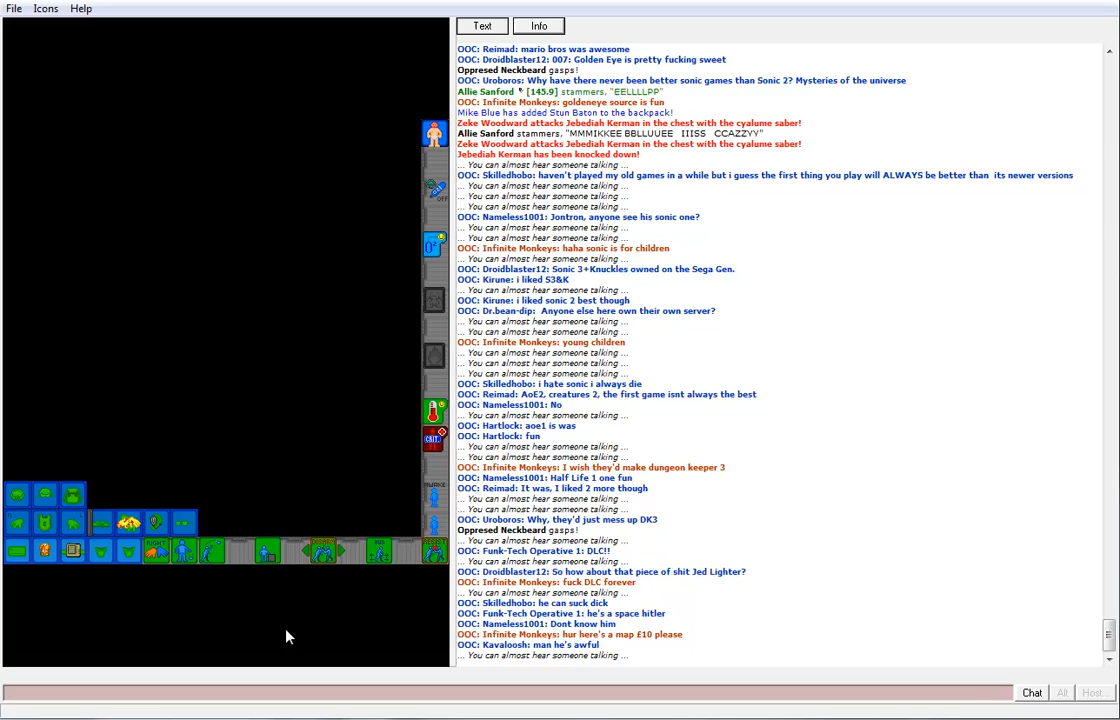 File Icons Help
Text Info
OOC: Reimad: mario bros was awesome
OOC: Droidblaster12: 007: Golden Eye is pretty fucking sweet
Oppresed Neckbeard gasps!
OOC: Uroboros: Why have there never been better sonic games than Sonic 2? Mysteries of the universe
Allie Sanford [145.9] stammers, "EELLLLPP"
OOC: Infinite Monkeys: goldeneye source is fun
Mike Blue has added Stun Baton to the backpack!
Zeke Woodward attacks Jebediah Kerman in the chest with the cyalume saber!
Allie Sanford stammers, "MMMIKKEE BBLLUUEE IIISS CCAZZYY"
Zeke Woodward attacks Jebediah Kerman in the chest with the cyalume saber!
Jebediah Kerman has been knocked down!
... You can almost hear someone talking ...
OOC: Skilledhobo: haven't played my old games in a while but i guess the first thing you play will ALWAYS be better than its newer versions
... You can almost hear someone talking ...
... You can almost hear someone talking ...
... You can almost hear someone talking ...
OOC: Nameless1001: Jontron, anyone see his sonic one?
... You can almost hear someone talking ...
... You can almost hear someone talking ...
OOC: Infinite Monkeys: haha sonic is for children
... You can almost hear someone talking ...
OOC: Droidblaster12: Sonic 3+Knuckles owned on the Sega Gen.
OOC: Kirune: i liked S3&K
... You can almost hear someone talking ...
OOC: Kirune: i liked sonic 2 best though
OOC: Dr.bean-dip: Anyone else here own their own server?
... You can almost hear someone talking ...
... You can almost hear someone talking ...
OOC: Infinite Monkeys: young children
... You can almost hear someone talking ...
... You can almost hear someone talking ...
... You can almost hear someone talking ...
OOC: Skilledhobo: i hate sonic i always die
OOC: Reimad: AoE2, creatures 2, the first game isnt always the best
OOC: Nameless1001: No
... You can almost hear someone talking ...
OOC: Hartlock: aoe1 is was
OOC: Hartlock: fun
... You can almost hear someone talking ...
... You can almost hear someone talking ...
OOC: Infinite Monkeys: I wish they'd make dungeon keeper 3
OOC: Nameless1001: Half Life 1 one fun
OOC: Reimad: It was, I liked 2 more though
... You can almost hear someone talking ...
... You can almost hear someone talking ...
OOC: Uroboros: Why, they'd just mess up DK3
Oppresed Neckbeard gasps!
... You can almost hear someone talking ...
OOC: Funk-Tech Operative 1: DLC!!
... You can almost hear someone talking ...
OOC: Droidblaster12: So how about that piece of shit Jed Lighter?
OOC: Infinite Monkeys: fuck DLC forever
... You can almost hear someone talking ...
OOC: Skilledhobo: he can suck dick
OOC: Funk-Tech Operative 1: he's a space hitler
OOC: Nameless1001: Dont know him
OOC: Infinite Monkeys: hur here's a map £10 please
OOC: Kavaloosh: man he's awful
... You can almost hear someone talking ...
OFF
CRIT.
AWAKE
RIGHT
Chat Alt Host...